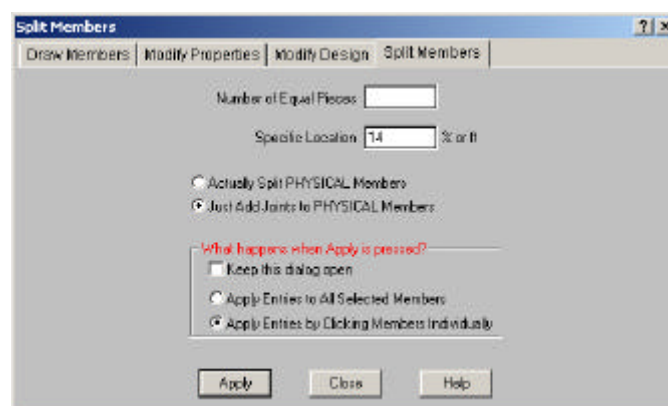 Split Members
Draw Members Modify Properties Modify Design Split Members
Number of Equal Pieces
Specific Location 14 % or ft
Actually Split PHYSICAL Members
Just Add Joints to PHYSICAL Members
What happens when Apply is pressed?
Keep this dialog open
Apply Entries to All Selected Members
Apply Entries by Clicking Members Individually
Apply Close Help